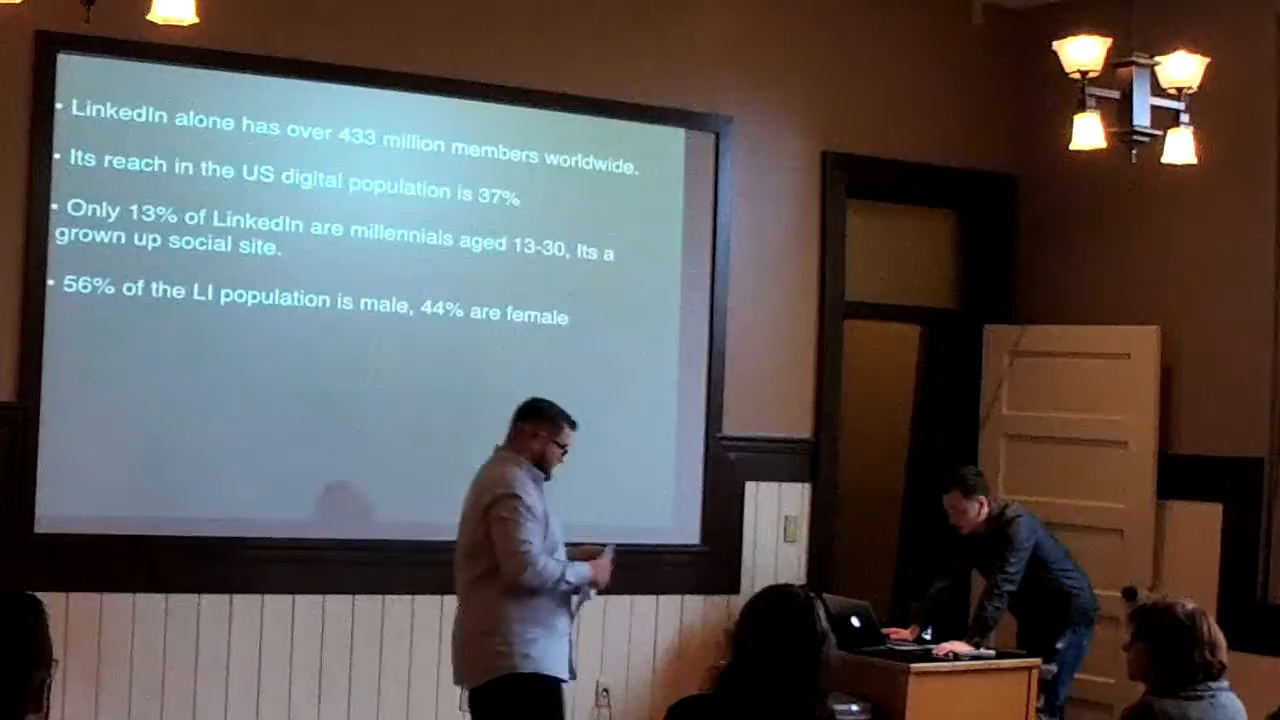 • LinkedIn alone has over 433 million members worldwide.
• Its reach in the US digital population is 37%
• Only 13% of LinkedIn are millennials aged 13-30, Its a
grown up social site.
• 56% of the LI population is male, 44% are female